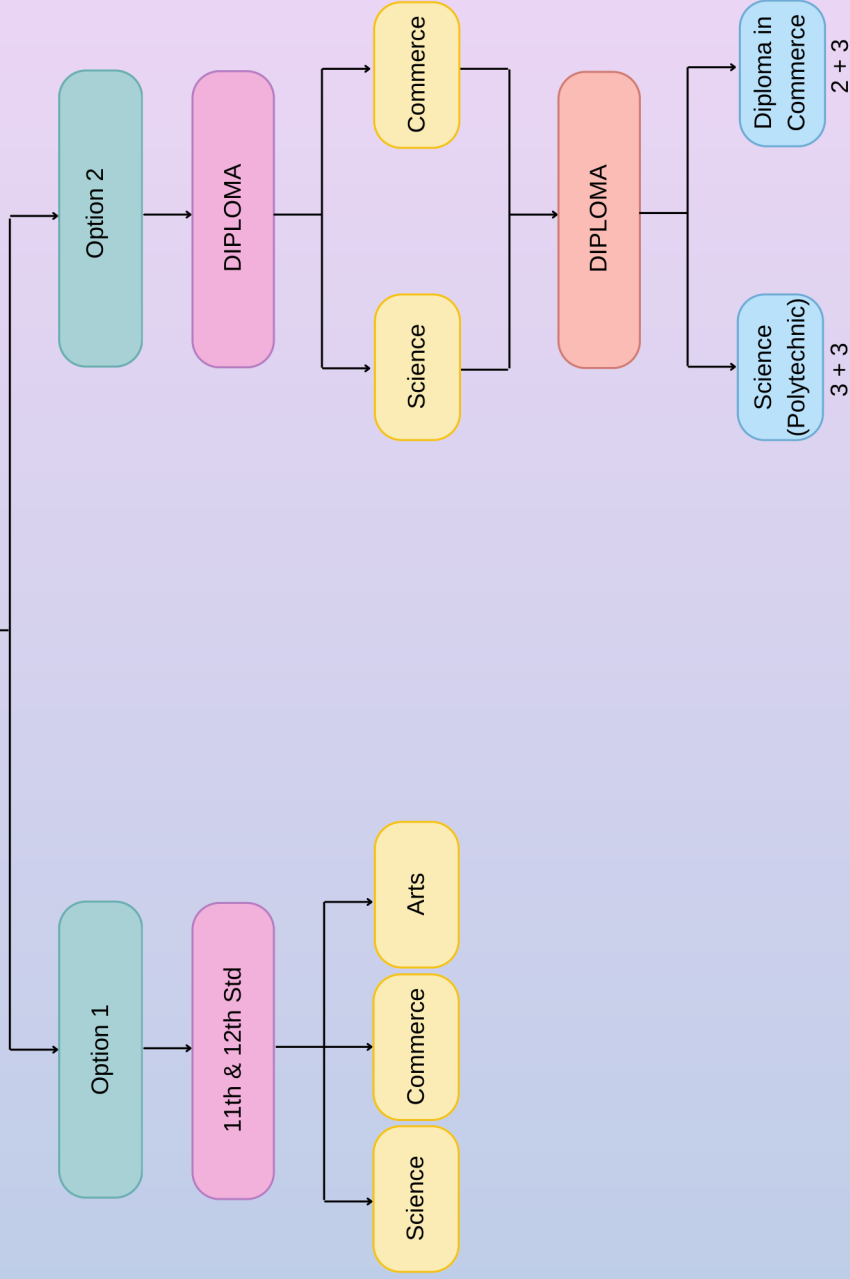 Option 1
Option 2
11th & 12th Std
DIPLOMA
Science
Commerce
Arts
Science
Commerce
DIPLOMA
Science
(Polytechnic)
3 + 3
Diploma in
Commerce
2 + 3